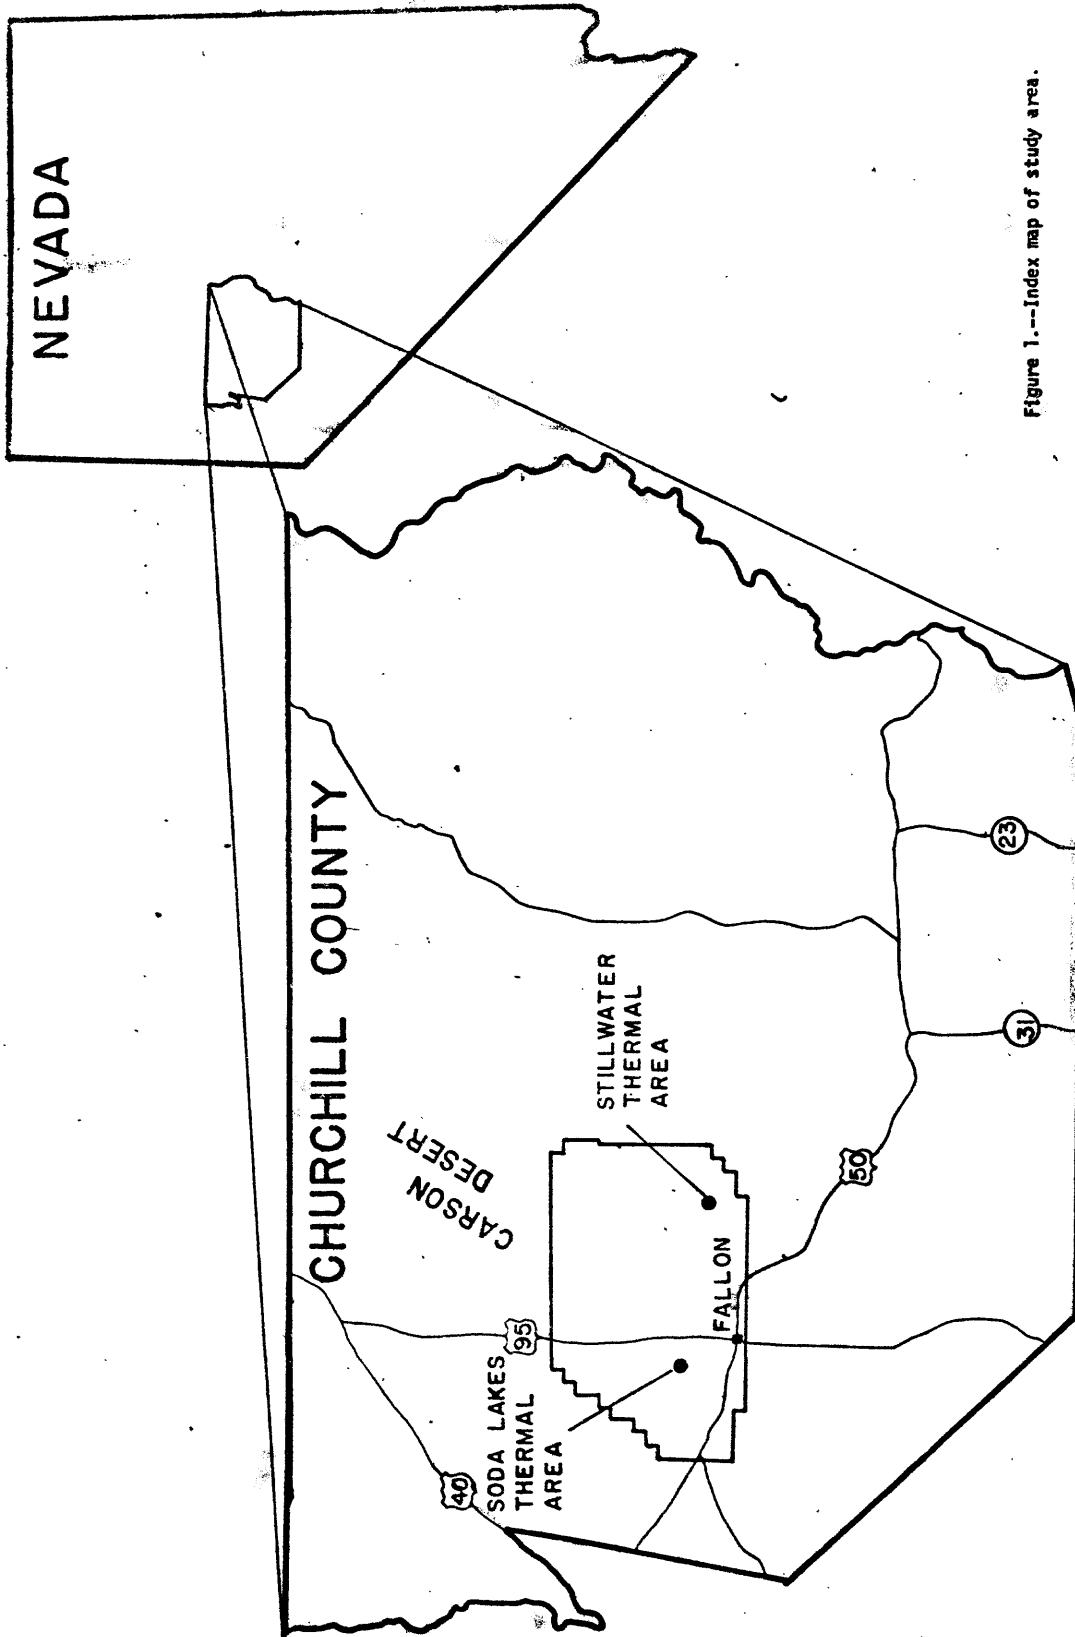 NEVADA
CHURCHILL COUNTY
CARSON
DESERT
STILLWATER
THERMAL
AREA
SODA LAKES
THERMAL
AREA
FALLON
40
95
50
31
23
Figure 1.--Index map of study area.